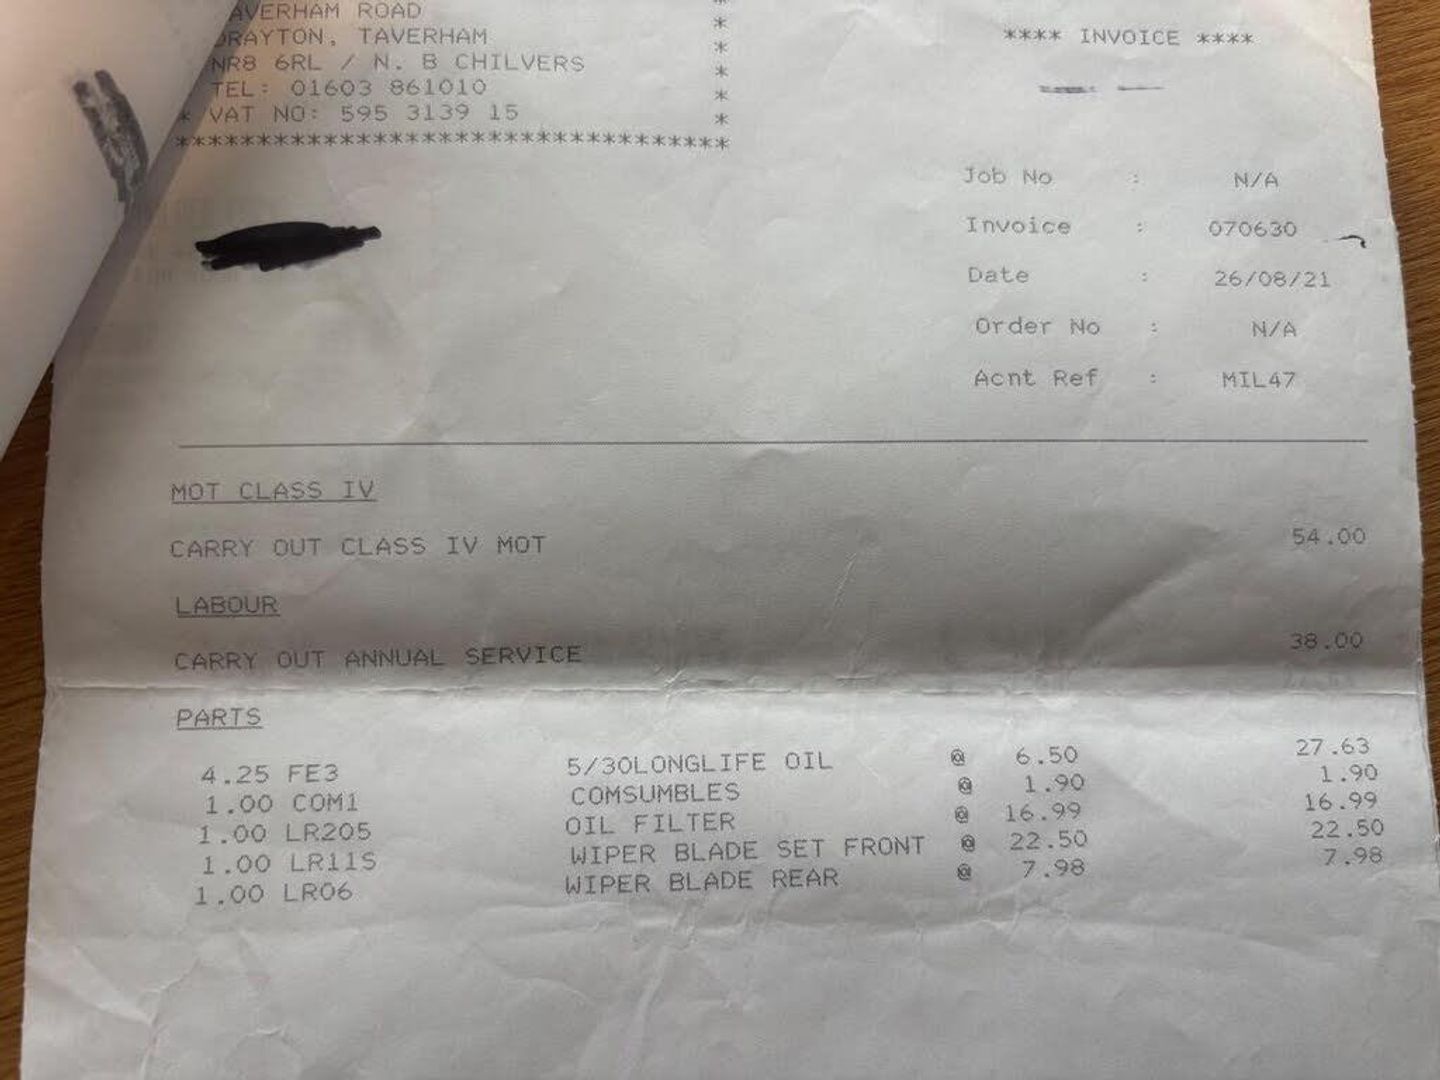 AVERHAM ROAD *
DRAYTON, TAVERHAM *
NR8 6RL / N. B CHILVERS *
TEL: 01603 861010 *
* VAT NO: 595 3139 15 *
***********************************
**** INVOICE ****
Job No : N/A
Invoice : 070630
Date : 26/08/21
Order No : N/A
Acnt Ref : MIL47
MOT CLASS IV
CARRY OUT CLASS IV MOT 54.00
LABOUR
CARRY OUT ANNUAL SERVICE 38.00
PARTS
4.25 FE3 5/30LONGLIFE OIL @ 6.50 27.63
1.00 COM1 COMSUMBLES @ 1.90 1.90
1.00 LR205 OIL FILTER @ 16.99 16.99
1.00 LR11S WIPER BLADE SET FRONT @ 22.50 22.50
1.00 LR06 WIPER BLADE REAR @ 7.98 7.98